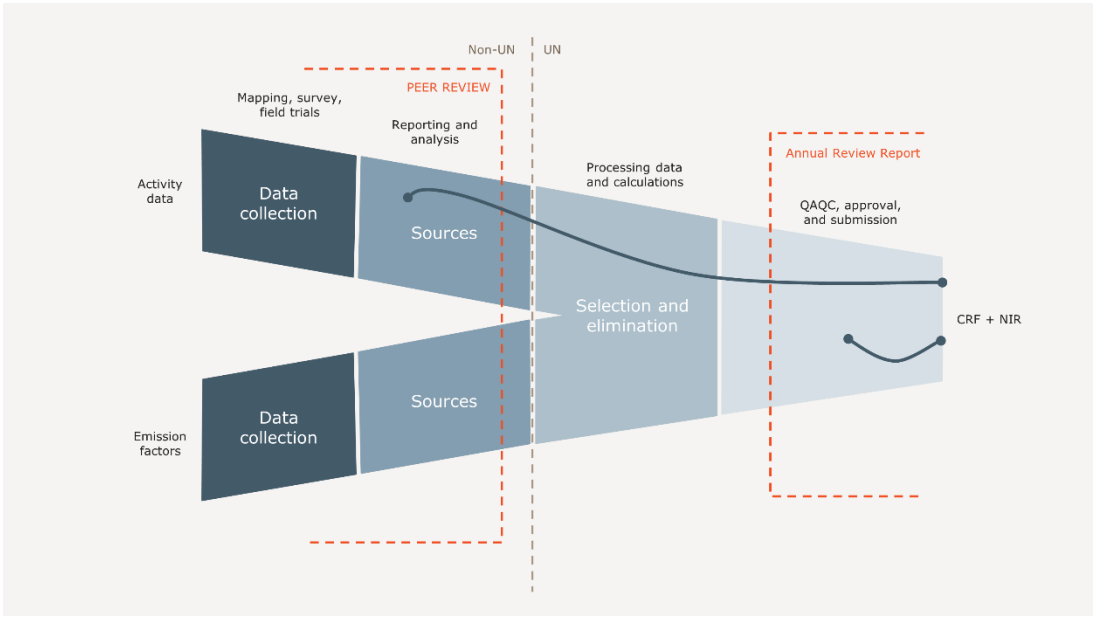 Non-UN
UN
PEER REVIEW
Mapping, survey,
field trials
Reporting and
analysis
Annual Review Report
Processing data
and calculations
Activity
data
Data
collection
Sources
QAQC, approval,
and submission
Selection and
elimination
CRF + NIR
Emission
factors
Data
collection
Sources